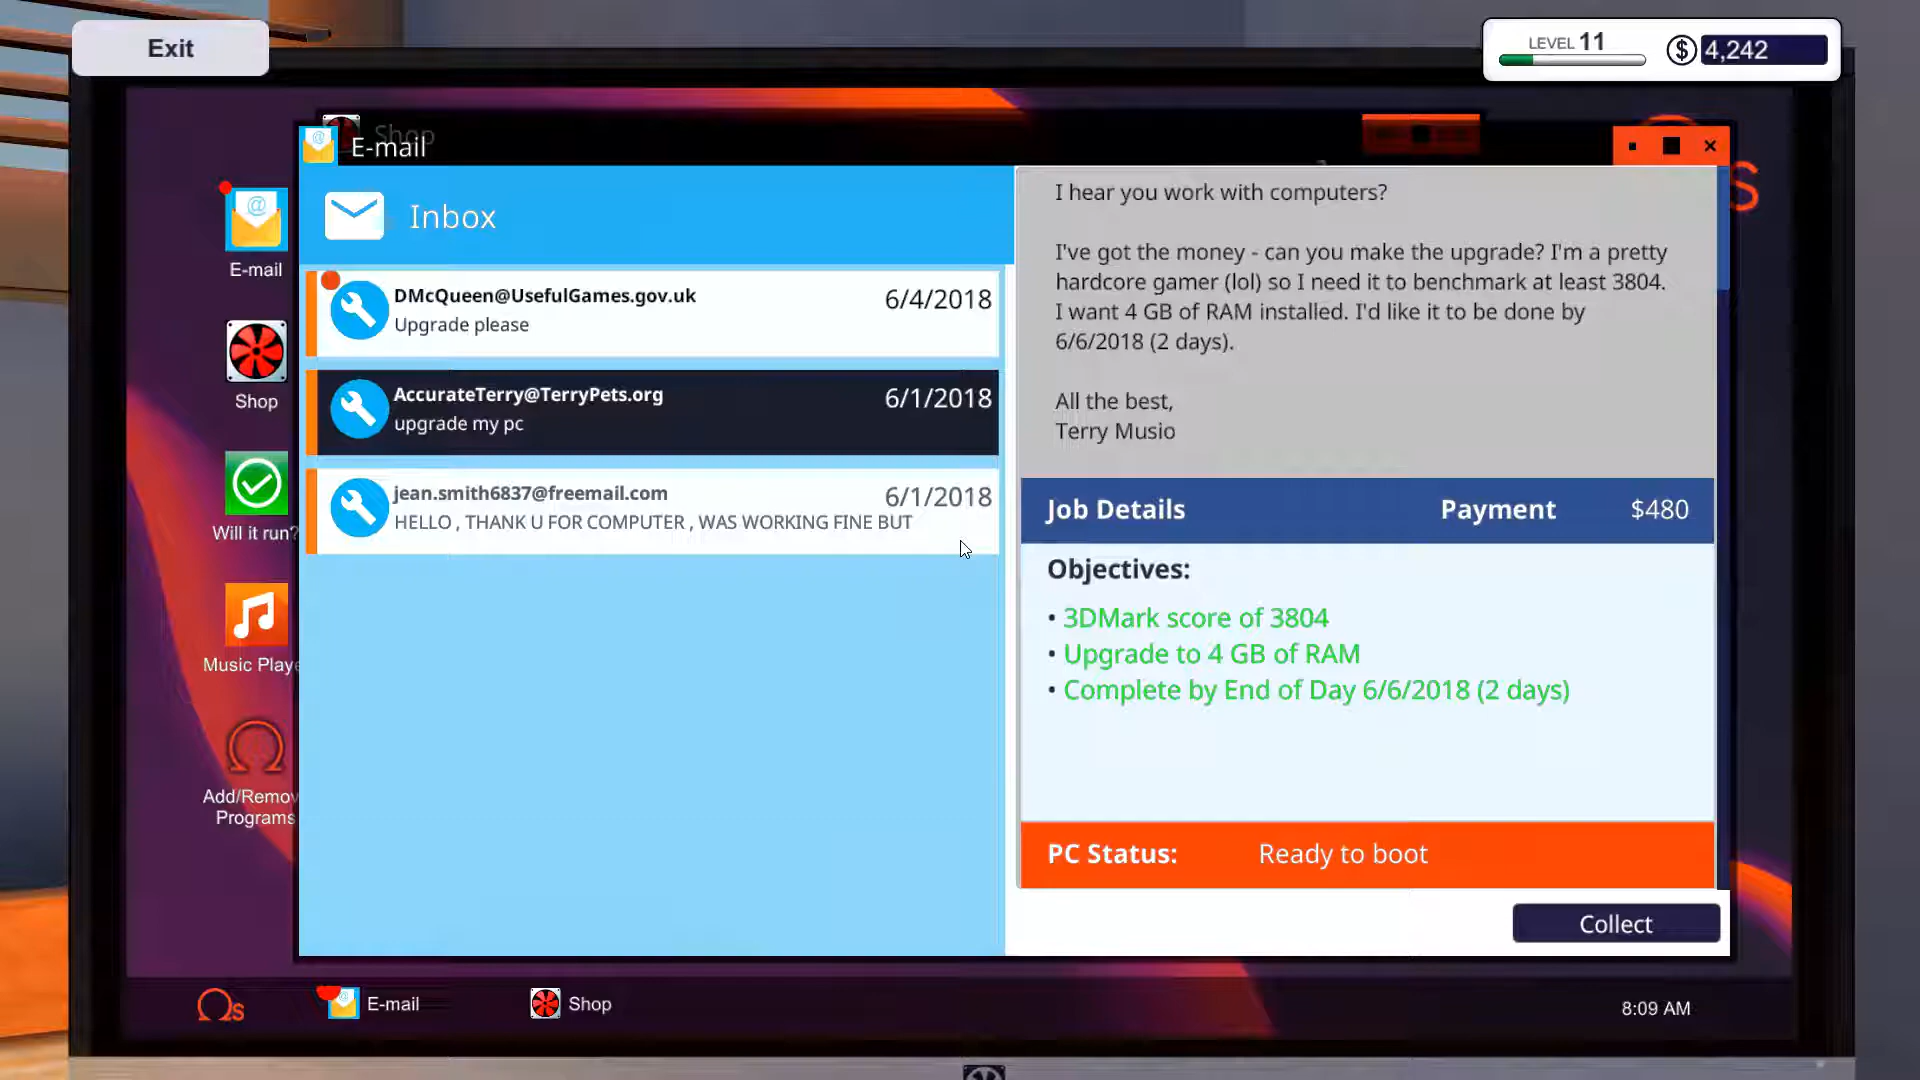 Exit
LEVEL 11
$ 4,242
Shop
E-mail
Inbox
E-mail
Shop
Will it run?
Music Playe
Add/Remov
Programs
DMcQueen@UsefulGames.gov.uk
6/4/2018
Upgrade please
AccurateTerry@TerryPets.org
6/1/2018
upgrade my pc
jean.smith6837@freemail.com
6/1/2018
HELLO , THANK U FOR COMPUTER , WAS WORKING FINE BUT
I hear you work with computers?
I've got the money - can you make the upgrade? I'm a pretty
hardcore gamer (lol) so I need it to benchmark at least 3804.
I want 4 GB of RAM installed. I'd like it to be done by
6/6/2018 (2 days).
All the best,
Terry Musio
Job Details
Payment
$480
Objectives:
• 3DMark score of 3804
• Upgrade to 4 GB of RAM
• Complete by End of Day 6/6/2018 (2 days)
PC Status:
Ready to boot
Collect
Ωs
E-mail
Shop
8:09 AM